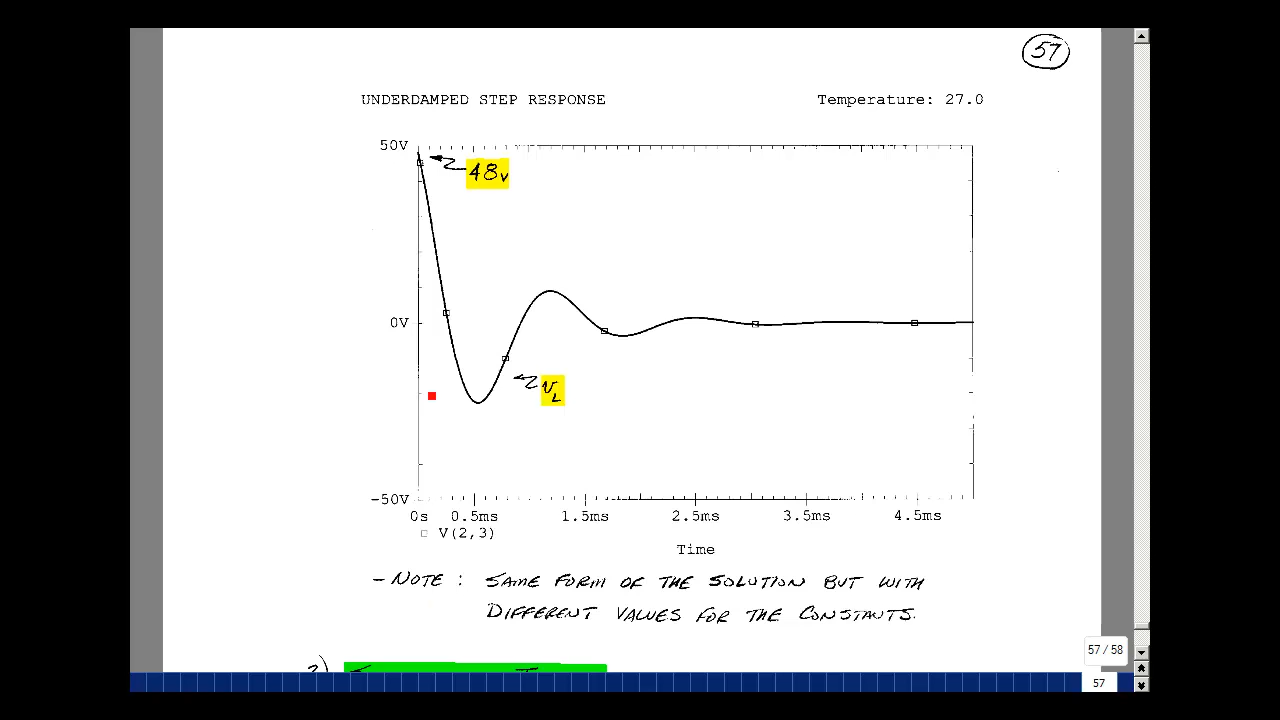 57
UNDERDAMPED STEP RESPONSE
Temperature: 27.0
50V
48v
0V
vL
-50V
0s 0.5ms 1.5ms 2.5ms 3.5ms 4.5ms
V(2,3)
Time
- NOTE : SAME FORM OF THE SOLUTION BUT WITH
DIFFERENT VALUES FOR THE CONSTANTS.
57 / 58
57